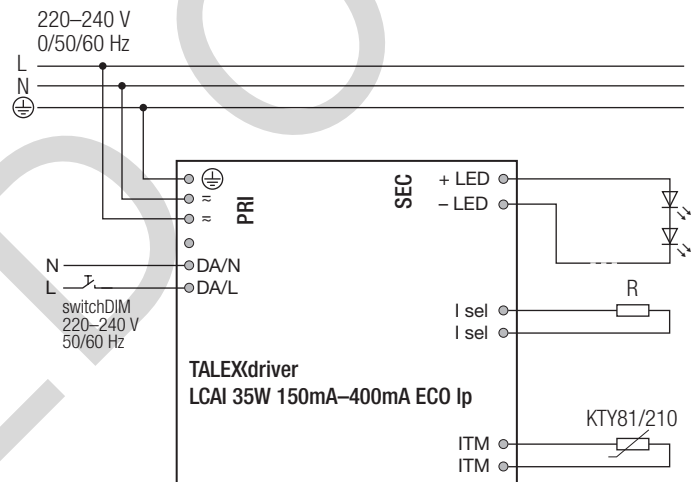 220–240 V
0/50/60 Hz
L
N
+ LED
≂
– LED
≂
PRI
SEC
N
DA/N
L
DA/L
switchDIM
220–240 V
50/60 Hz
I sel
R
I sel
TALEXXdriver
LCAI 35W 150mA–400mA ECO lp
KTY81/210
ITM
ITM